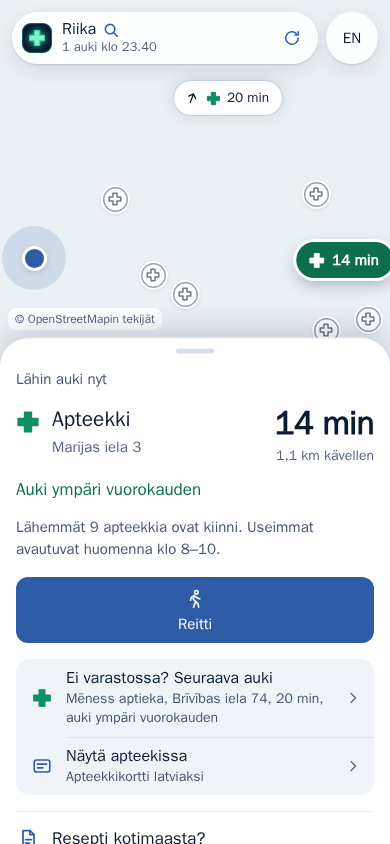 Riika
1 auki klo 23.40
EN
20 min
14 min
© OpenStreetMapin tekijät
Lähin auki nyt
Apteekki
14 min
Marijas iela 3
1,1 km kävellen
Auki ympäri vuorokauden
Lähemmät 9 apteekkia ovat kiinni. Useimmat
avautuvat huomenna klo 8–10.
Reitti
Ei varastossa? Seuraava auki
Mēness aptieka, Brīvības iela 74, 20 min,
auki ympäri vuorokauden
Näytä apteekissa
Apteekkikortti latviaksi
Resepti kotimaasta?